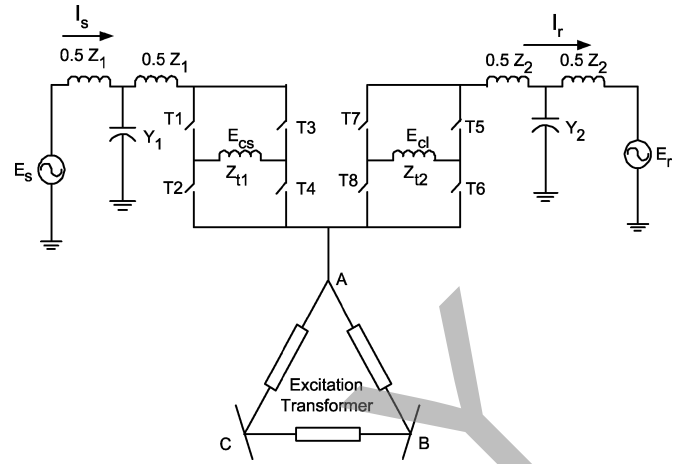 I_s
0.5 Z_1
0.5 Z_1
I_r
0.5 Z_2
0.5 Z_2
T1
T3
T7
T5
Y_1
E_cs
E_cl
Y_2
E_s
Z_t1
Z_t2
E_r
T2
T4
T8
T6
A
Excitation
Transformer
C
B